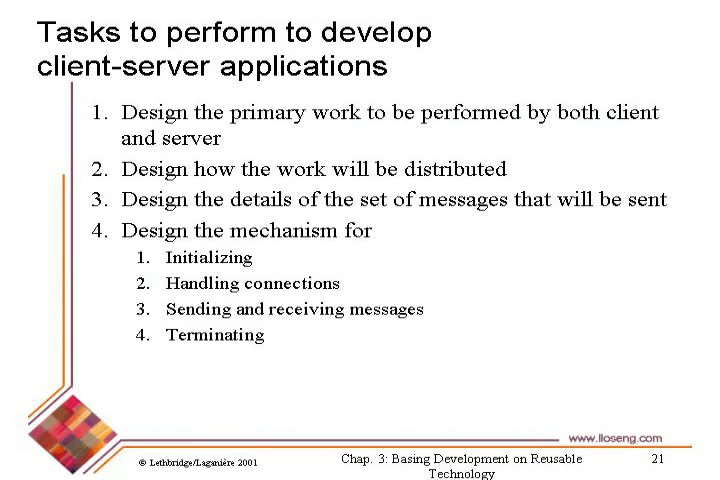 Tasks to perform to develop
client-server applications
1. Design the primary work to be performed by both client
and server
2. Design how the work will be distributed
3. Design the details of the set of messages that will be sent
4. Design the mechanism for
1. Initializing
2. Handling connections
3. Sending and receiving messages
4. Terminating
www.lloseng.com
© Lethbridge/Laganière 2001
Chap. 3: Basing Development on Reusable
Technology
21